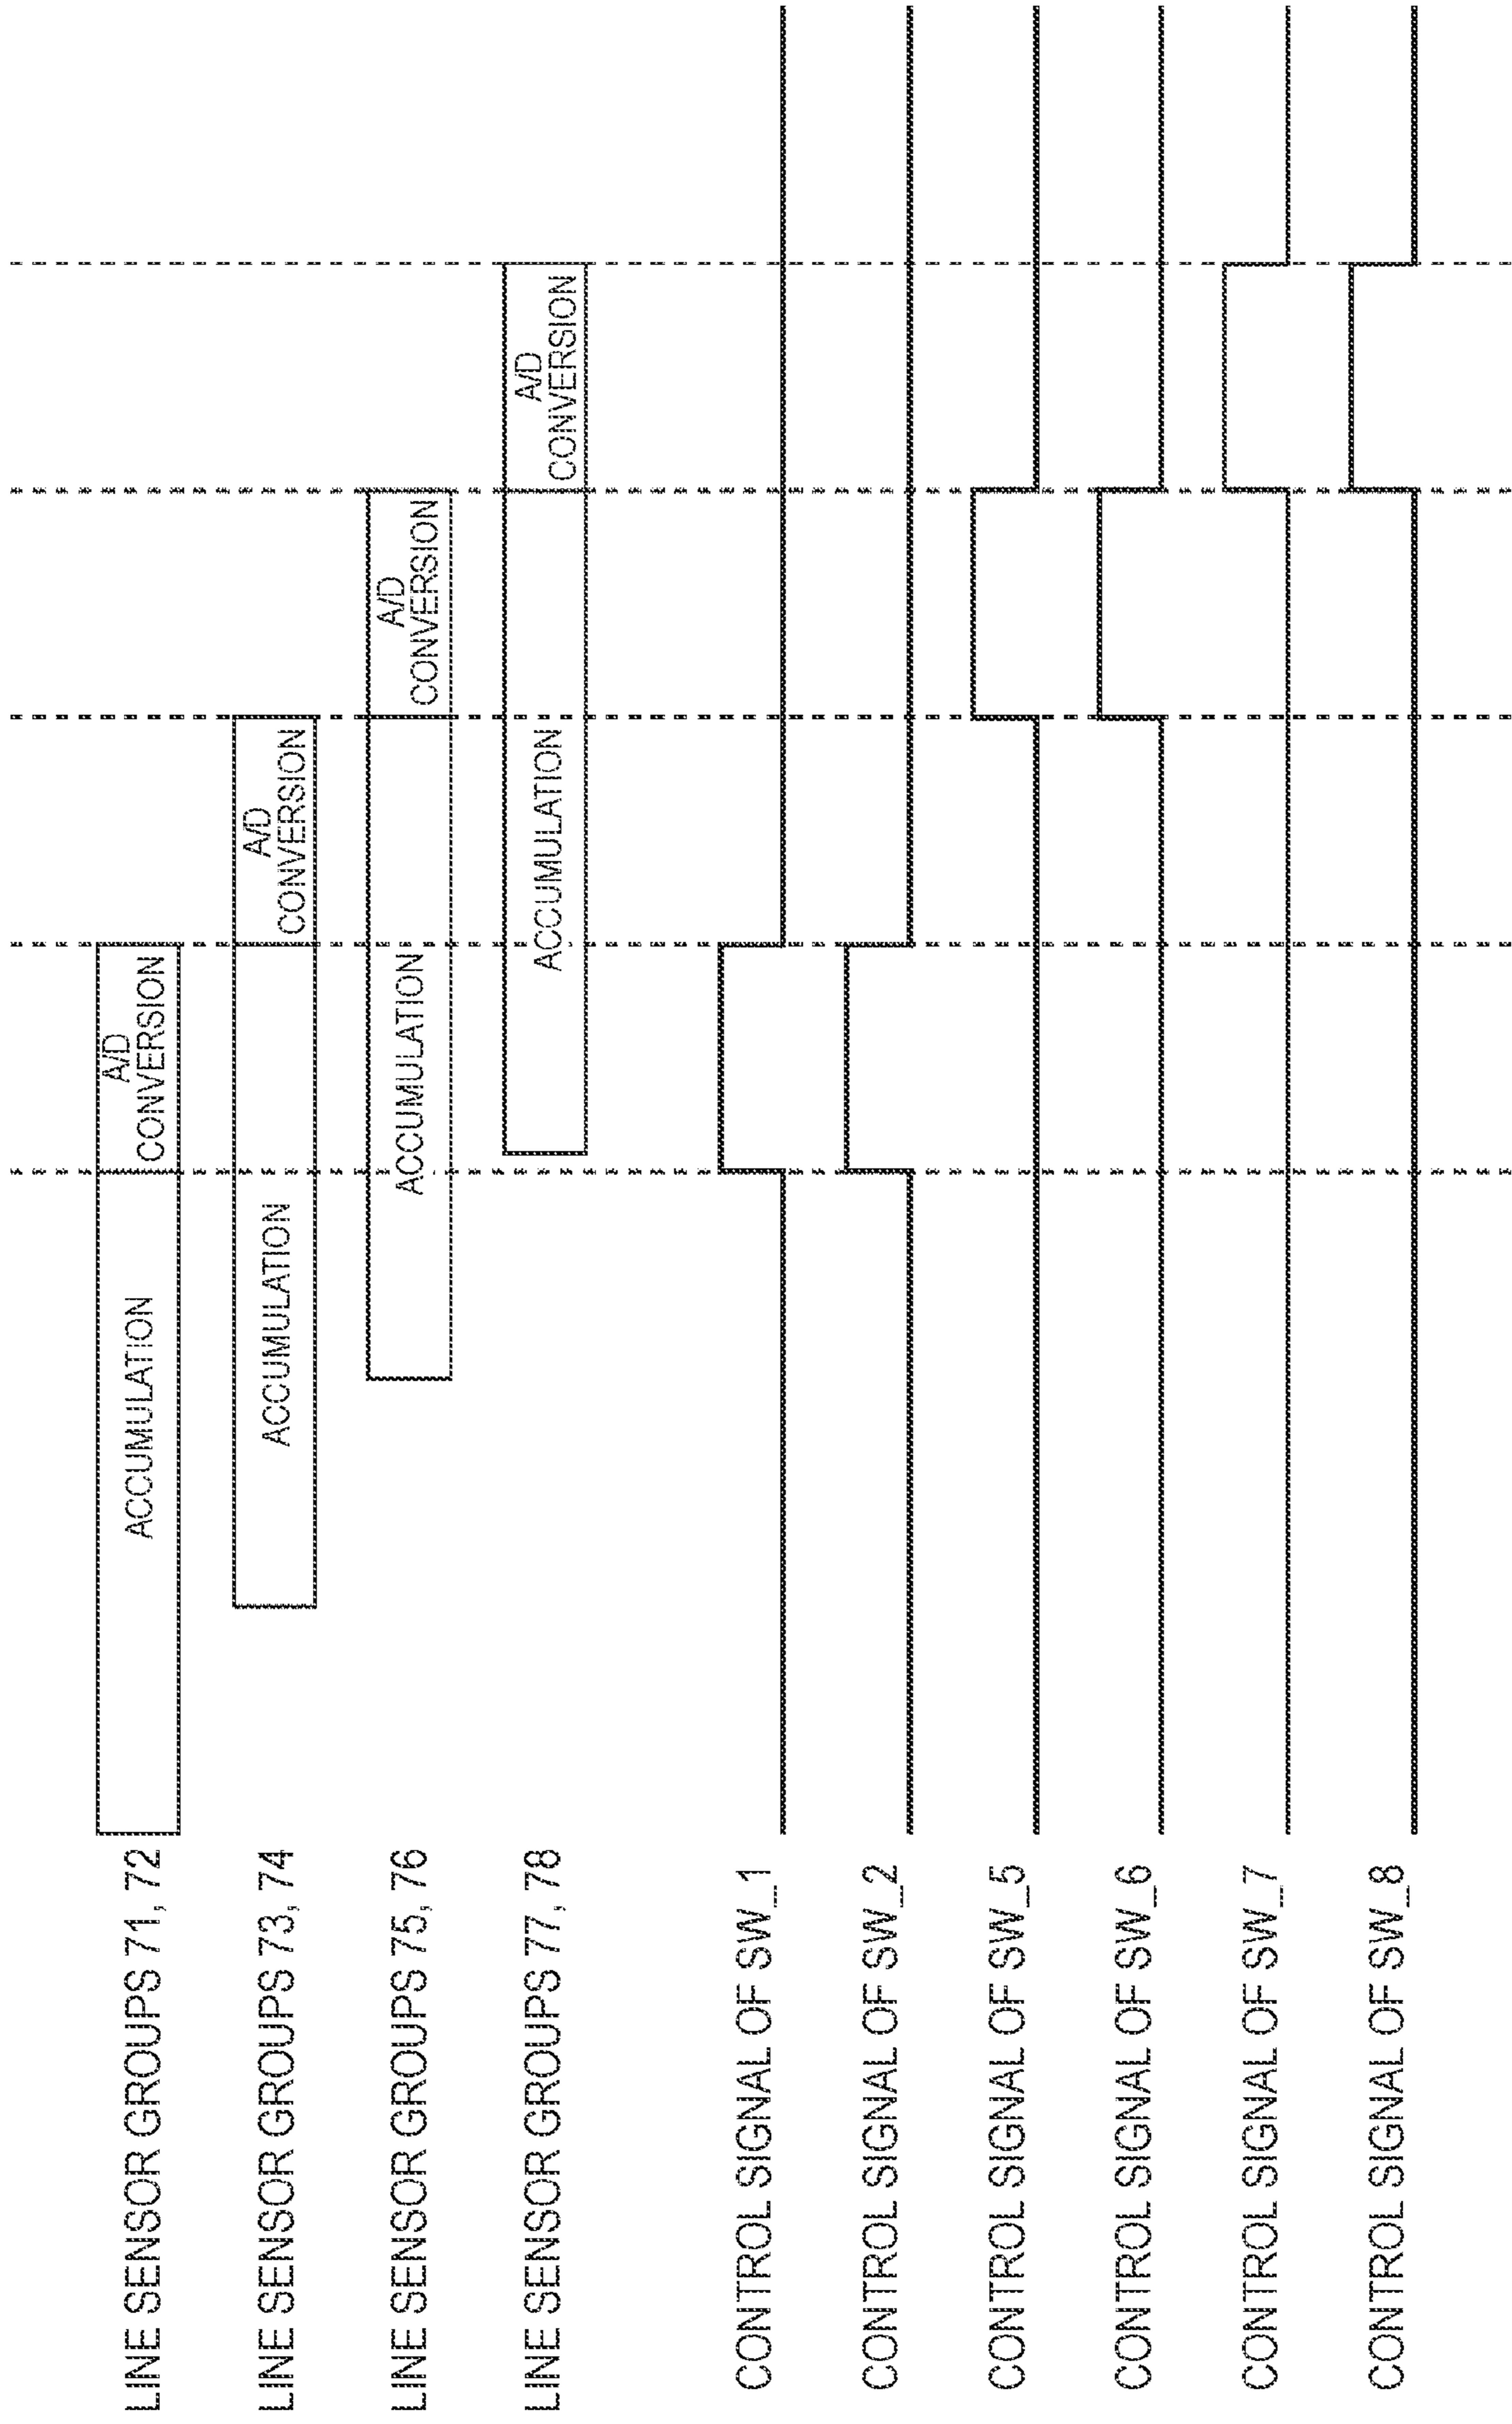 LINE SENSOR GROUPS 71, 72
ACCUMULATION
A/D
CONVERSION
LINE SENSOR GROUPS 73, 74
ACCUMULATION
A/D
CONVERSION
LINE SENSOR GROUPS 75, 76
ACCUMULATION
A/D
CONVERSION
LINE SENSOR GROUPS 77, 78
ACCUMULATION
A/D
CONVERSION
CONTROL SIGNAL OF SW_1
CONTROL SIGNAL OF SW_2
CONTROL SIGNAL OF SW_5
CONTROL SIGNAL OF SW_6
CONTROL SIGNAL OF SW_7
CONTROL SIGNAL OF SW_8